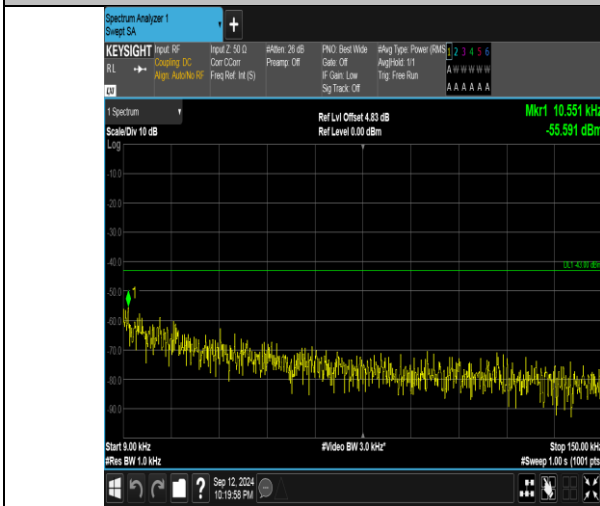 Spectrum Analyzer 1
Swept SA
+
KEYSIGHT
RL
Input: RF
Coupling: DC
Align: Auto/No RF
Input Z: 50 Ω
Corr CCorr
Freq Ref: Int (S)
#Atten: 26 dB
Preamp: Off
PNO: Best Wide
Gate: Off
IF Gain: Low
Sig Track: Off
#Avg Type: Power (RMS
Avg|Hold: 1/1
Trig: Free Run
1 2 3 4 5 6
A W W W W W
A A A A A A
1 Spectrum
Scale/Div 10 dB
Ref Lvl Offset 4.83 dB
Ref Level 0.00 dBm
Mkr1 10.551 kHz
-55.591 dBm
Log
-10.0
-20.0
-30.0
-40.0
DL1 -43.00 dBm
-50.0
1
-60.0
-70.0
-80.0
-90.0
Start 9.00 kHz
#Res BW 1.0 kHz
#Video BW 3.0 kHz*
Stop 150.00 kHz
#Sweep 1.00 s (1001 pts
?
Sep 12, 2024
10:19:58 PM